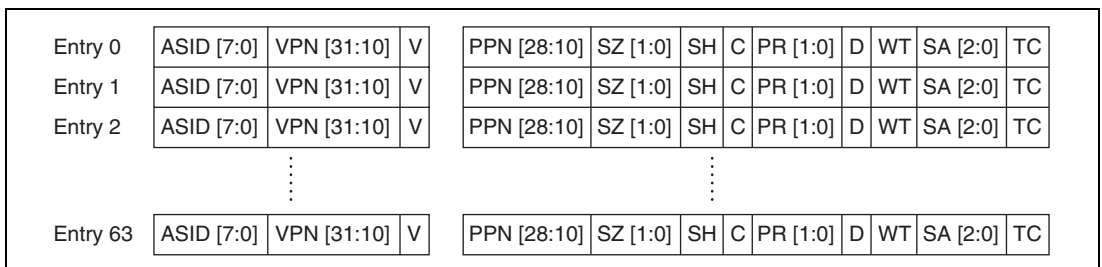 Entry 0 ASID [7:0] VPN [31:10] V PPN [28:10] SZ [1:0] SH C PR [1:0] D WT SA [2:0] TC
Entry 1 ASID [7:0] VPN [31:10] V PPN [28:10] SZ [1:0] SH C PR [1:0] D WT SA [2:0] TC
Entry 2 ASID [7:0] VPN [31:10] V PPN [28:10] SZ [1:0] SH C PR [1:0] D WT SA [2:0] TC
Entry 63 ASID [7:0] VPN [31:10] V PPN [28:10] SZ [1:0] SH C PR [1:0] D WT SA [2:0] TC